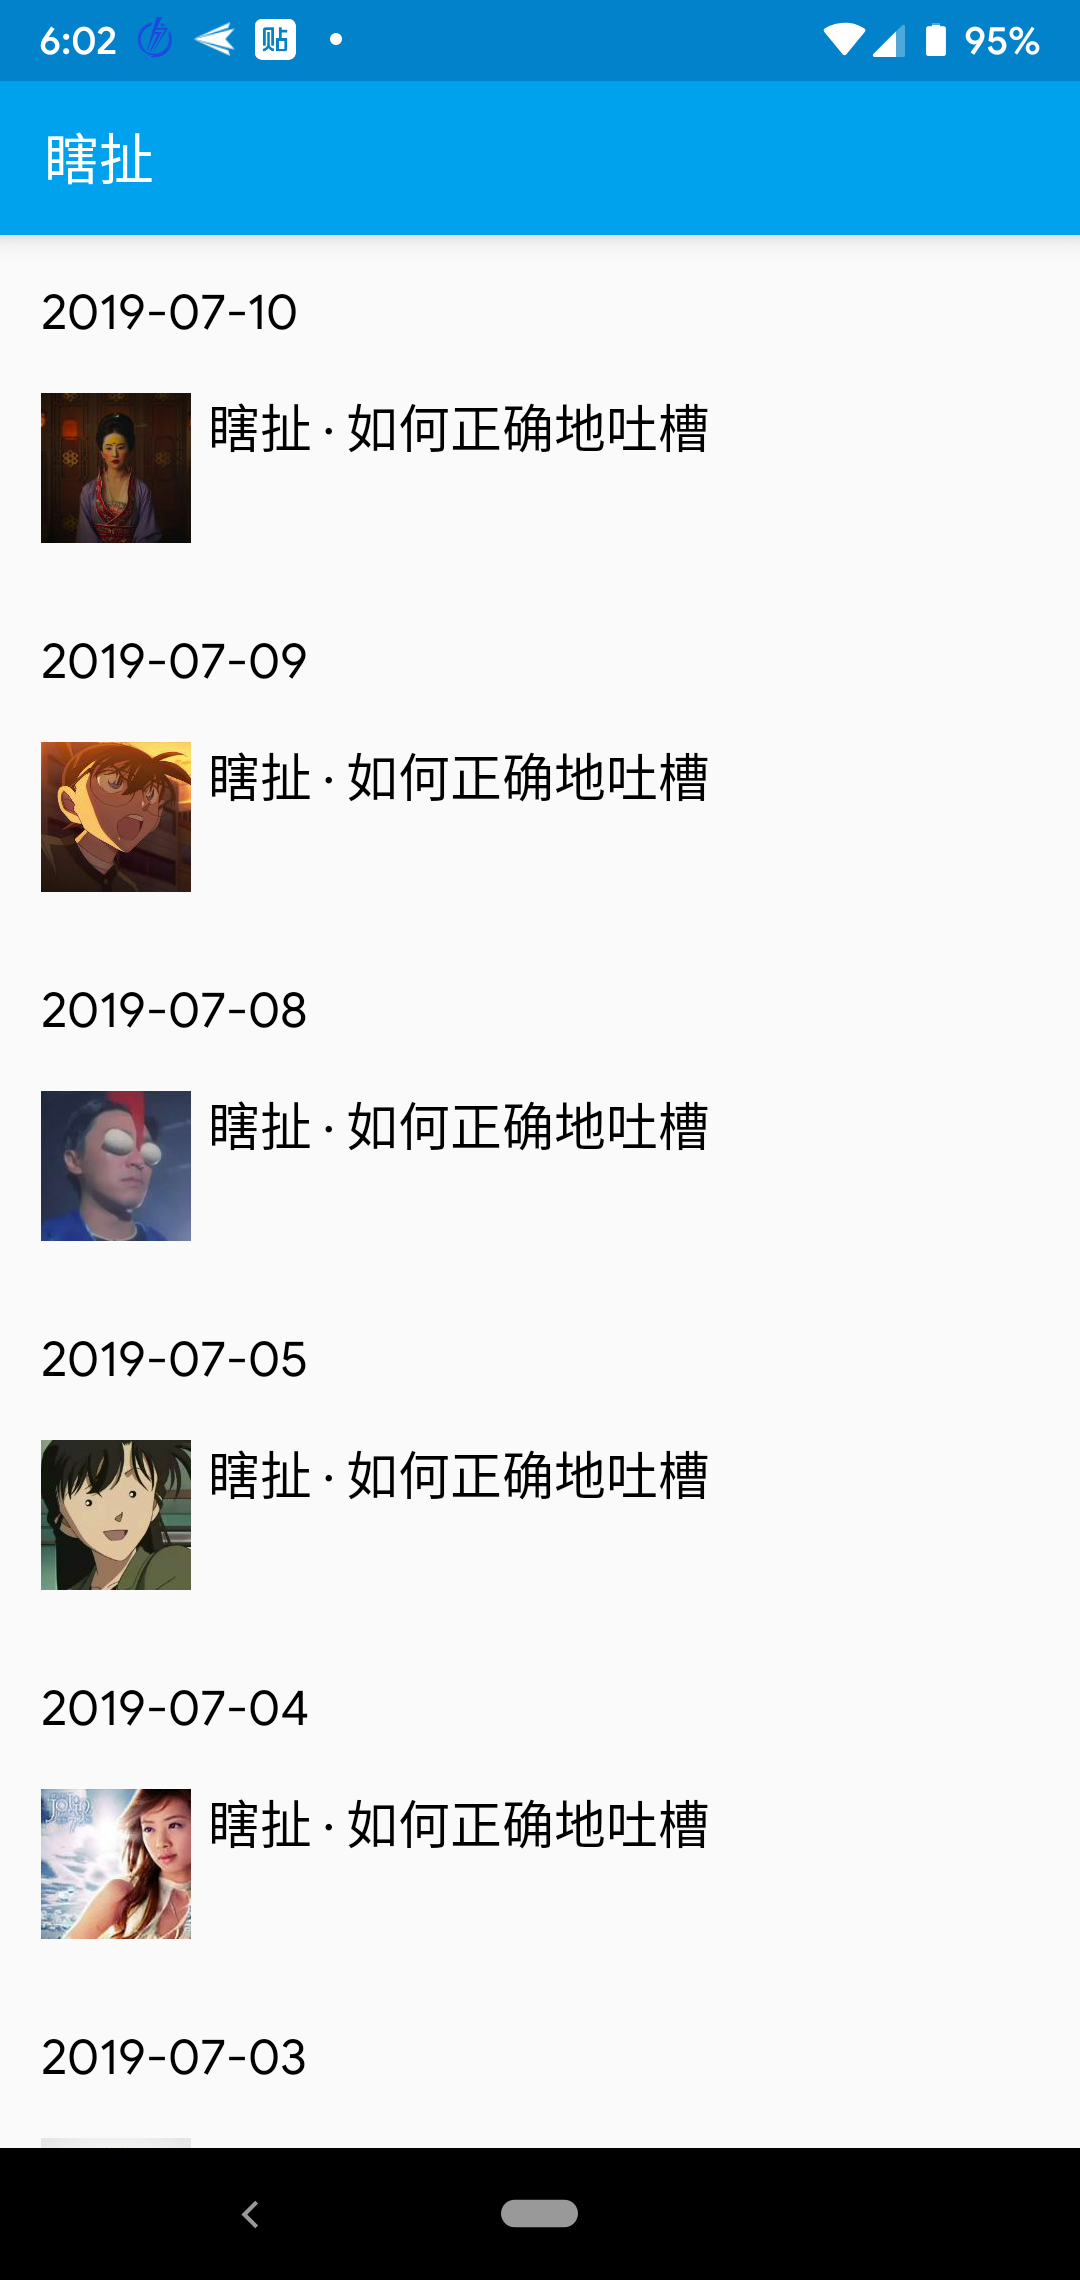 6:02
贴
95%
瞎扯
2019-07-10
瞎扯 · 如何正确地吐槽
2019-07-09
瞎扯 · 如何正确地吐槽
2019-07-08
瞎扯 · 如何正确地吐槽
2019-07-05
瞎扯 · 如何正确地吐槽
2019-07-04
Jolin
瞎扯 · 如何正确地吐槽
2019-07-03